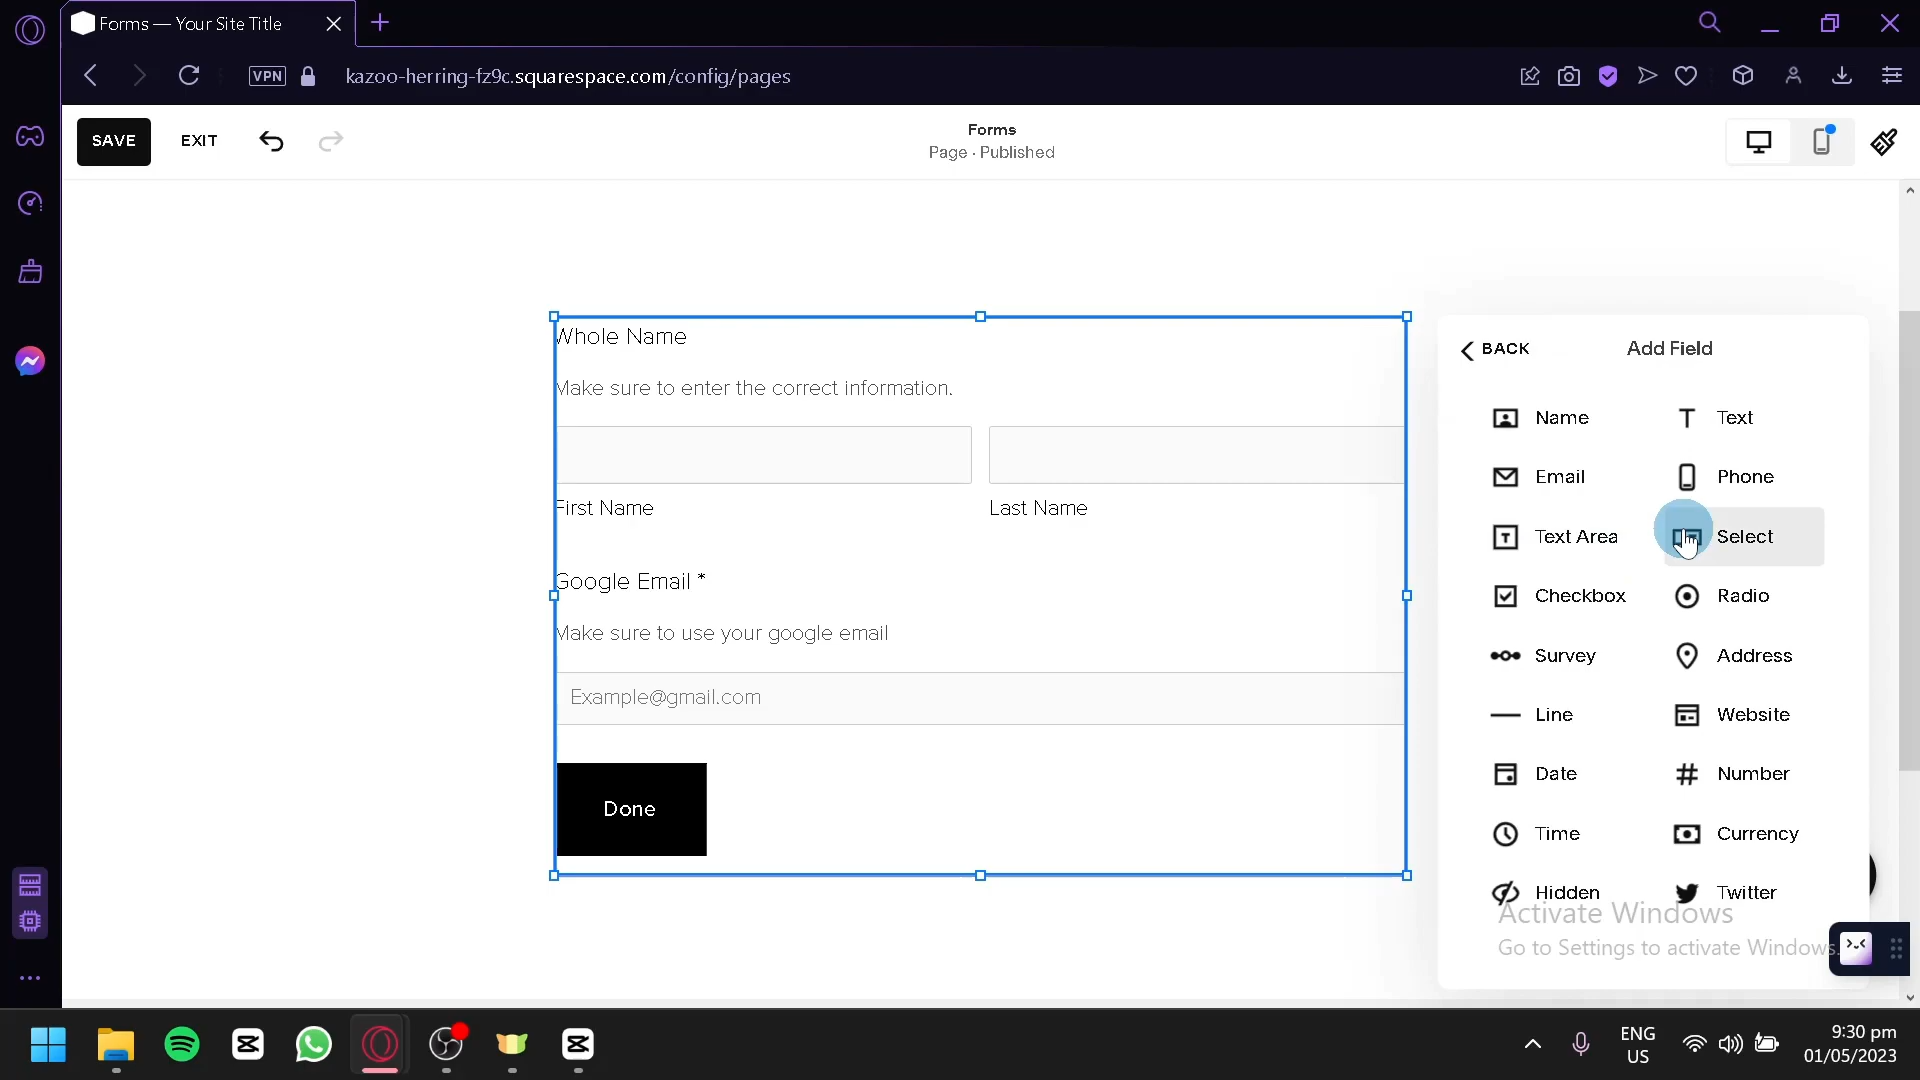 Forms — Your Site Title
VPN
kazoo-herring-fz9c.squarespace.com/config/pages
SAVE
EXIT
Forms
Page · Published
Whole Name
Make sure to enter the correct information.
First Name
Last Name
Google Email *
Make sure to use your google email
Example@gmail.com
Done
BACK
Add Field
Name
Text
Email
Phone
Text Area
Select
Checkbox
Radio
Survey
Address
Line
Website
Date
Number
Time
Currency
Hidden
Twitter
Activate Windows
Go to Settings to activate Windows.
ENG
US
9:30 pm
01/05/2023